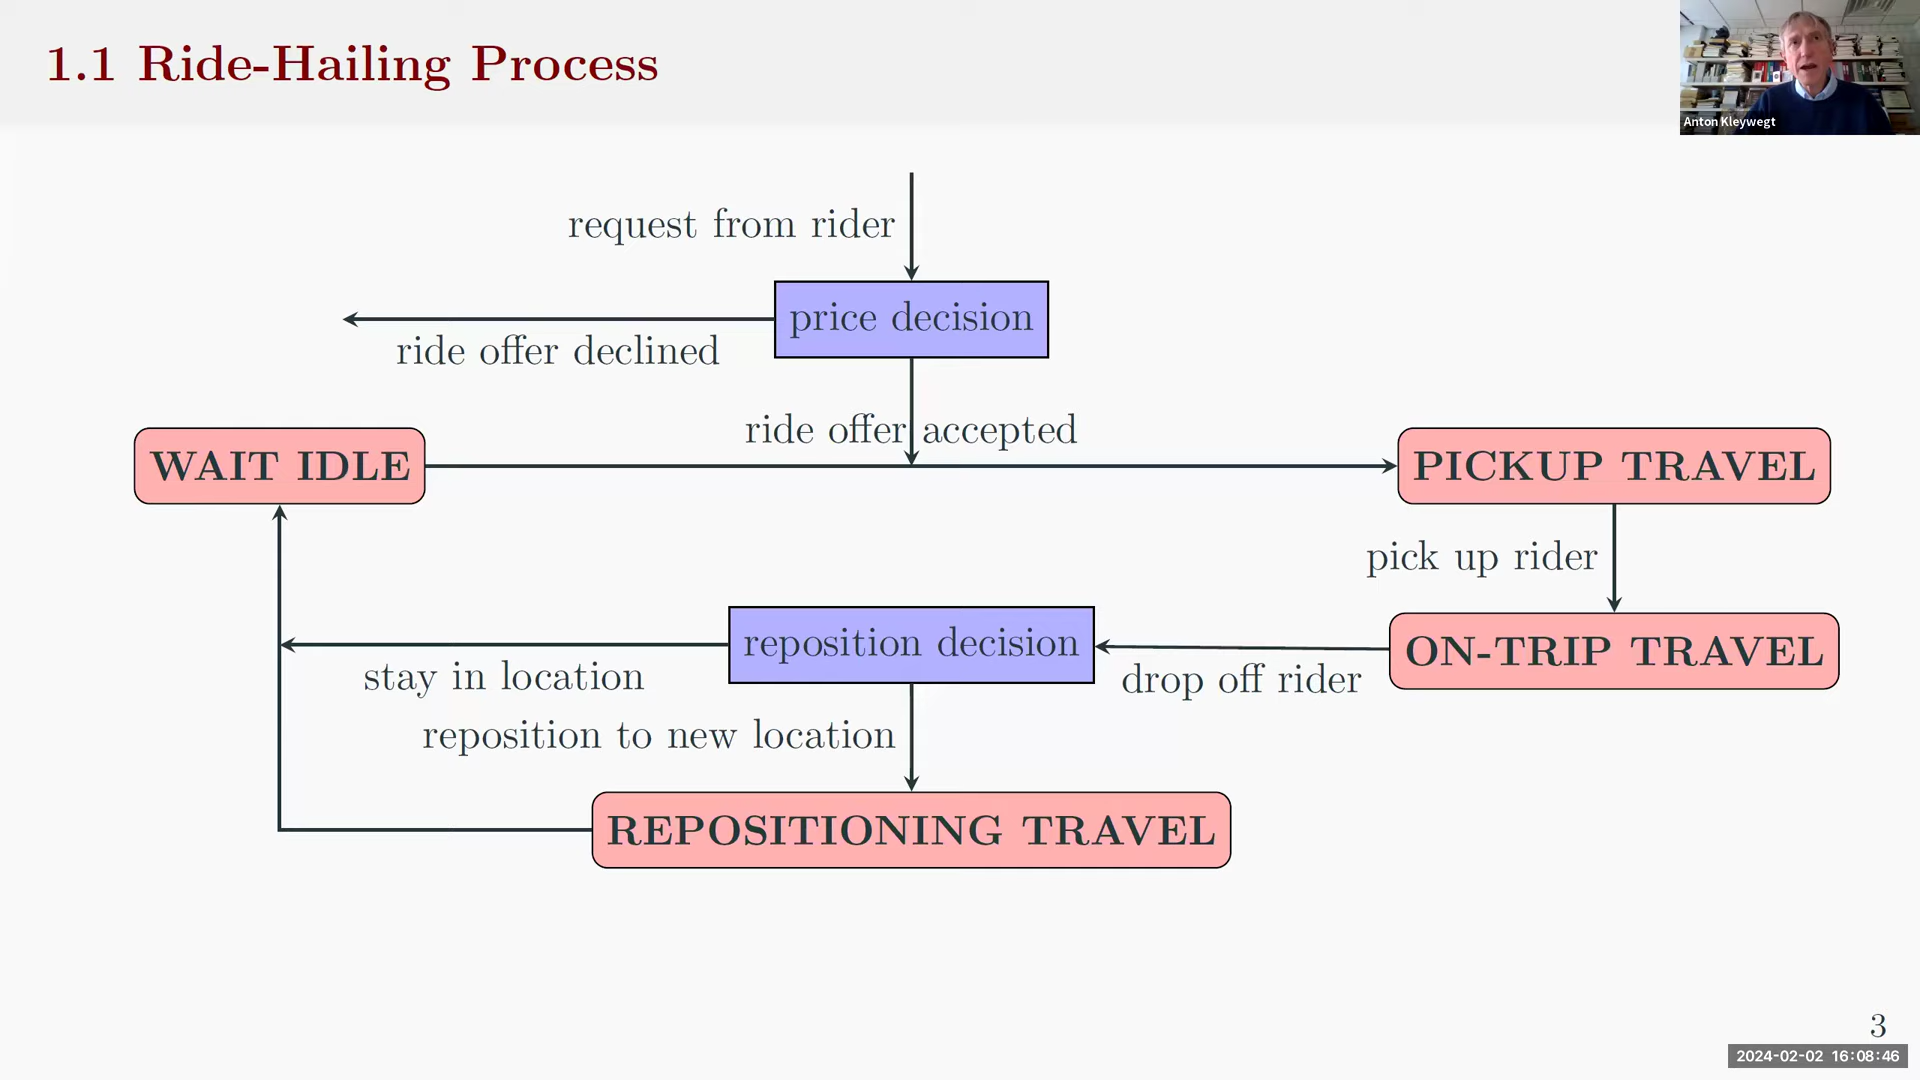 1.1 Ride-Hailing Process
Anton Kleywegt
request from rider
price decision
ride offer declined
ride offer accepted
WAIT IDLE
PICKUP TRAVEL
pick up rider
reposition decision
ON-TRIP TRAVEL
stay in location
drop off rider
reposition to new location
REPOSITIONING TRAVEL
3
2024-02-02 16:08:46